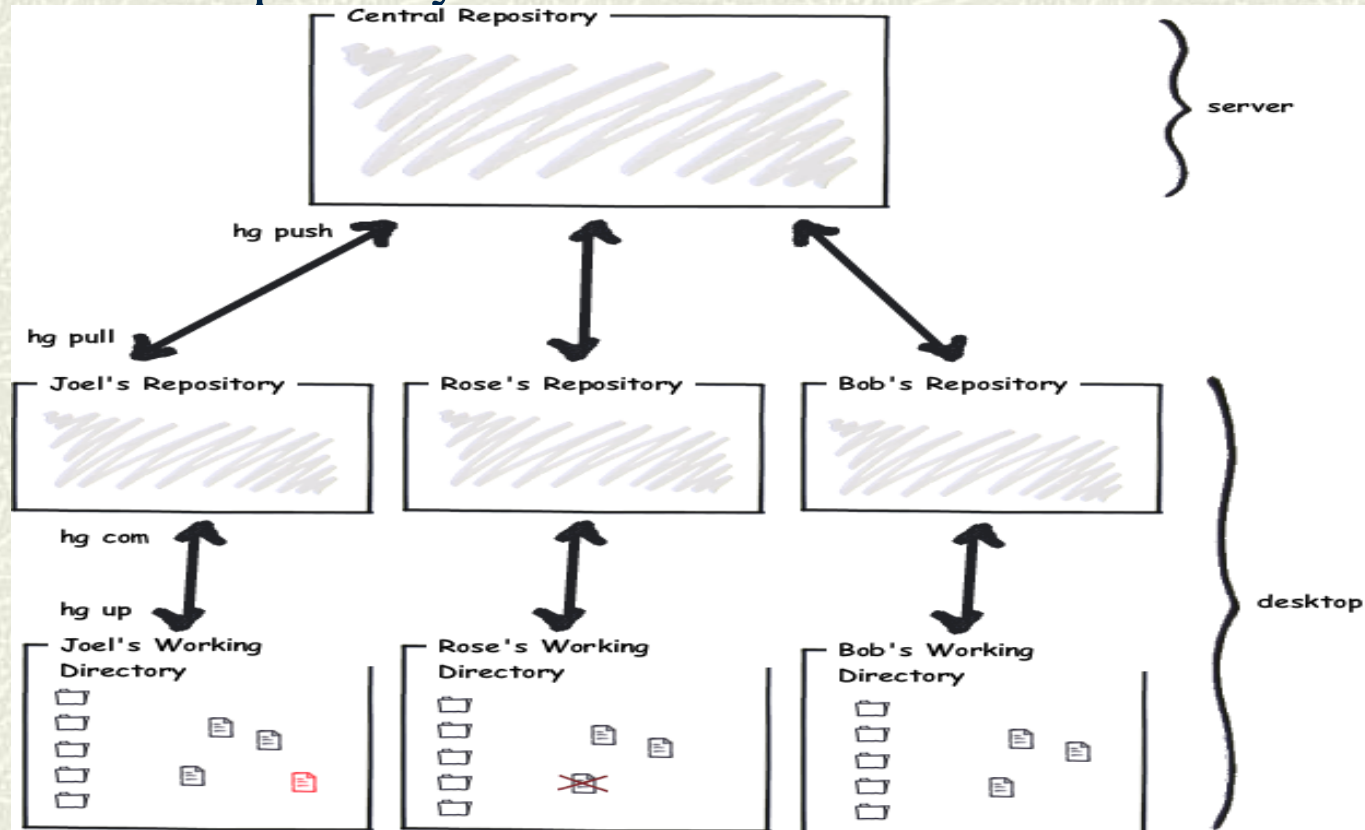 Central Repository
server
hg push
hg pull
Joel's Repository
Rose's Repository
Bob's Repository
hg com
hg up
desktop
Joel's Working
Directory
Rose's Working
Directory
Bob's Working
Directory